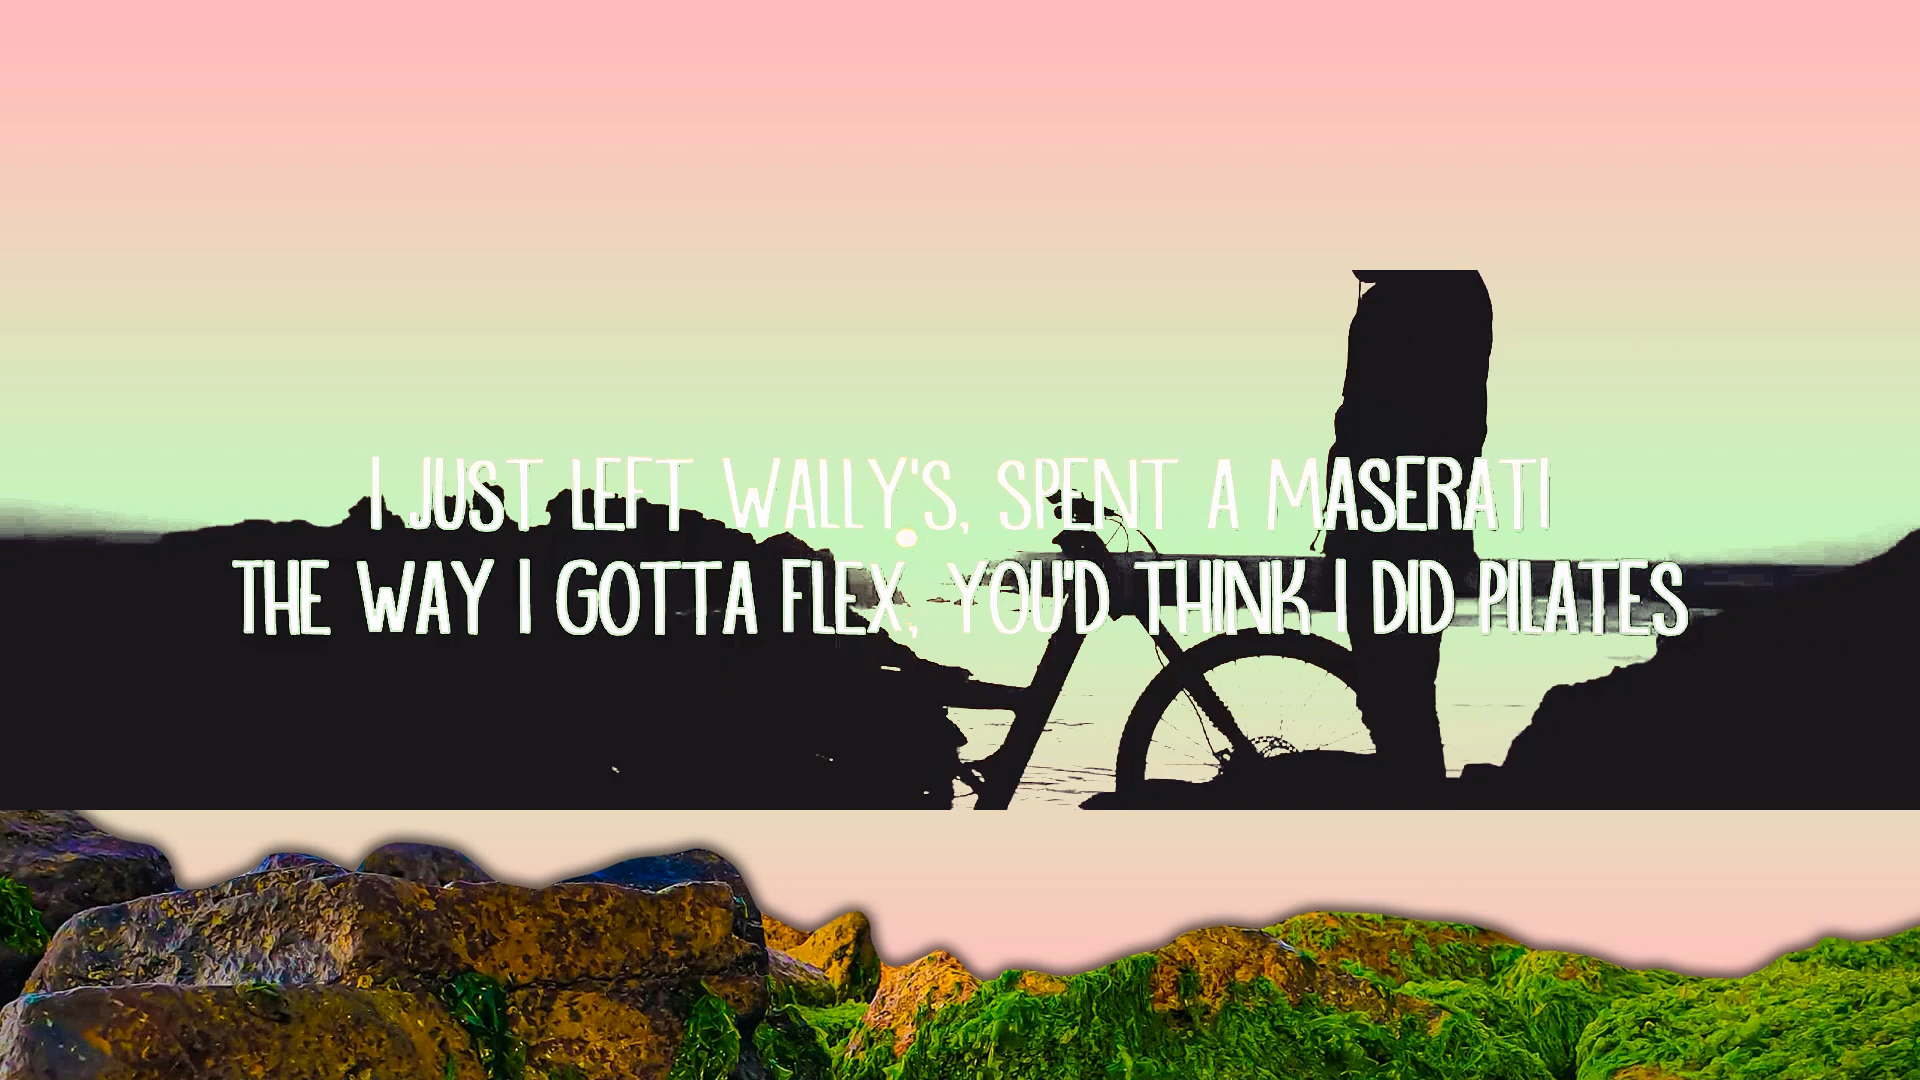 I JUST LEFT WALLY'S, SPENT A MASERATI
THE WAY I GOTTA FLEX, YOU'D THINK I DID PILATES